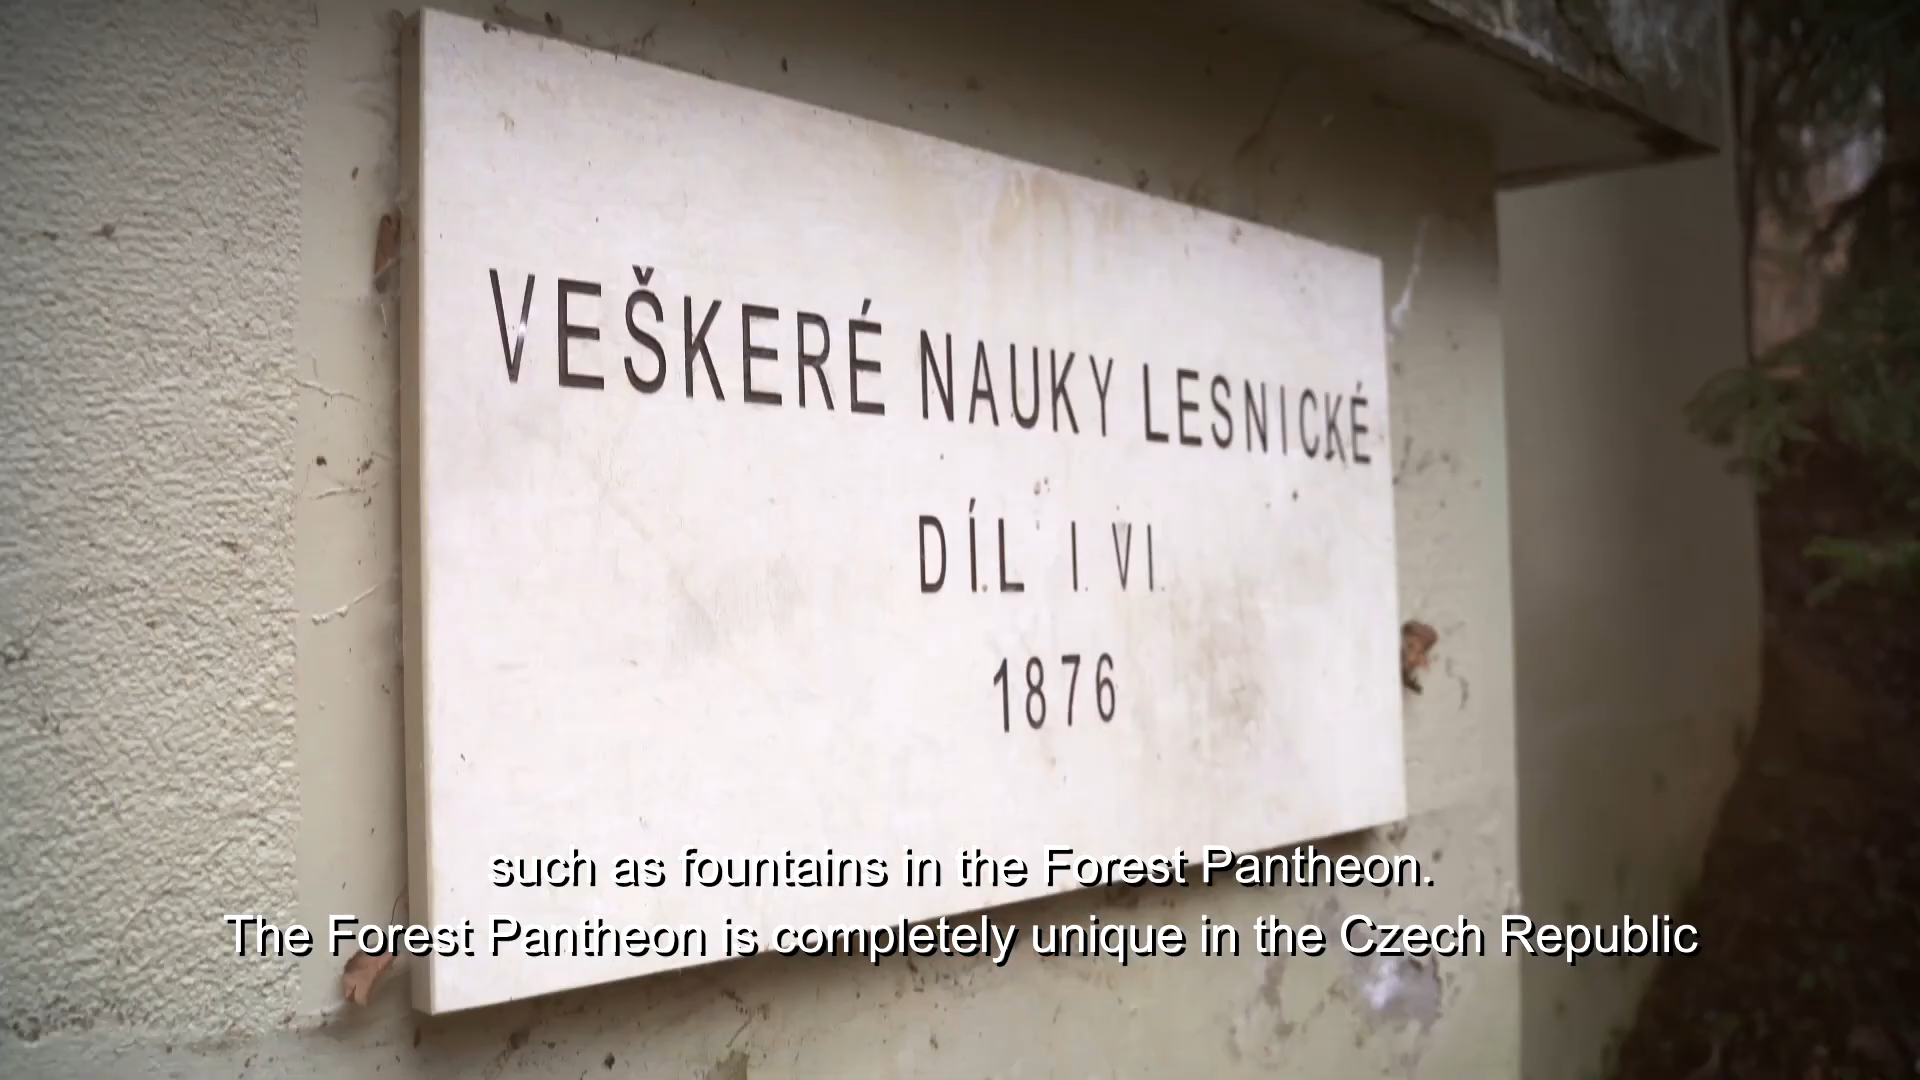 VEŠKERÉ NAUKY LESNICKÉ
DÍL I. VI.
1876
such as fountains in the Forest Pantheon.
The Forest Pantheon is completely unique in the Czech Republic